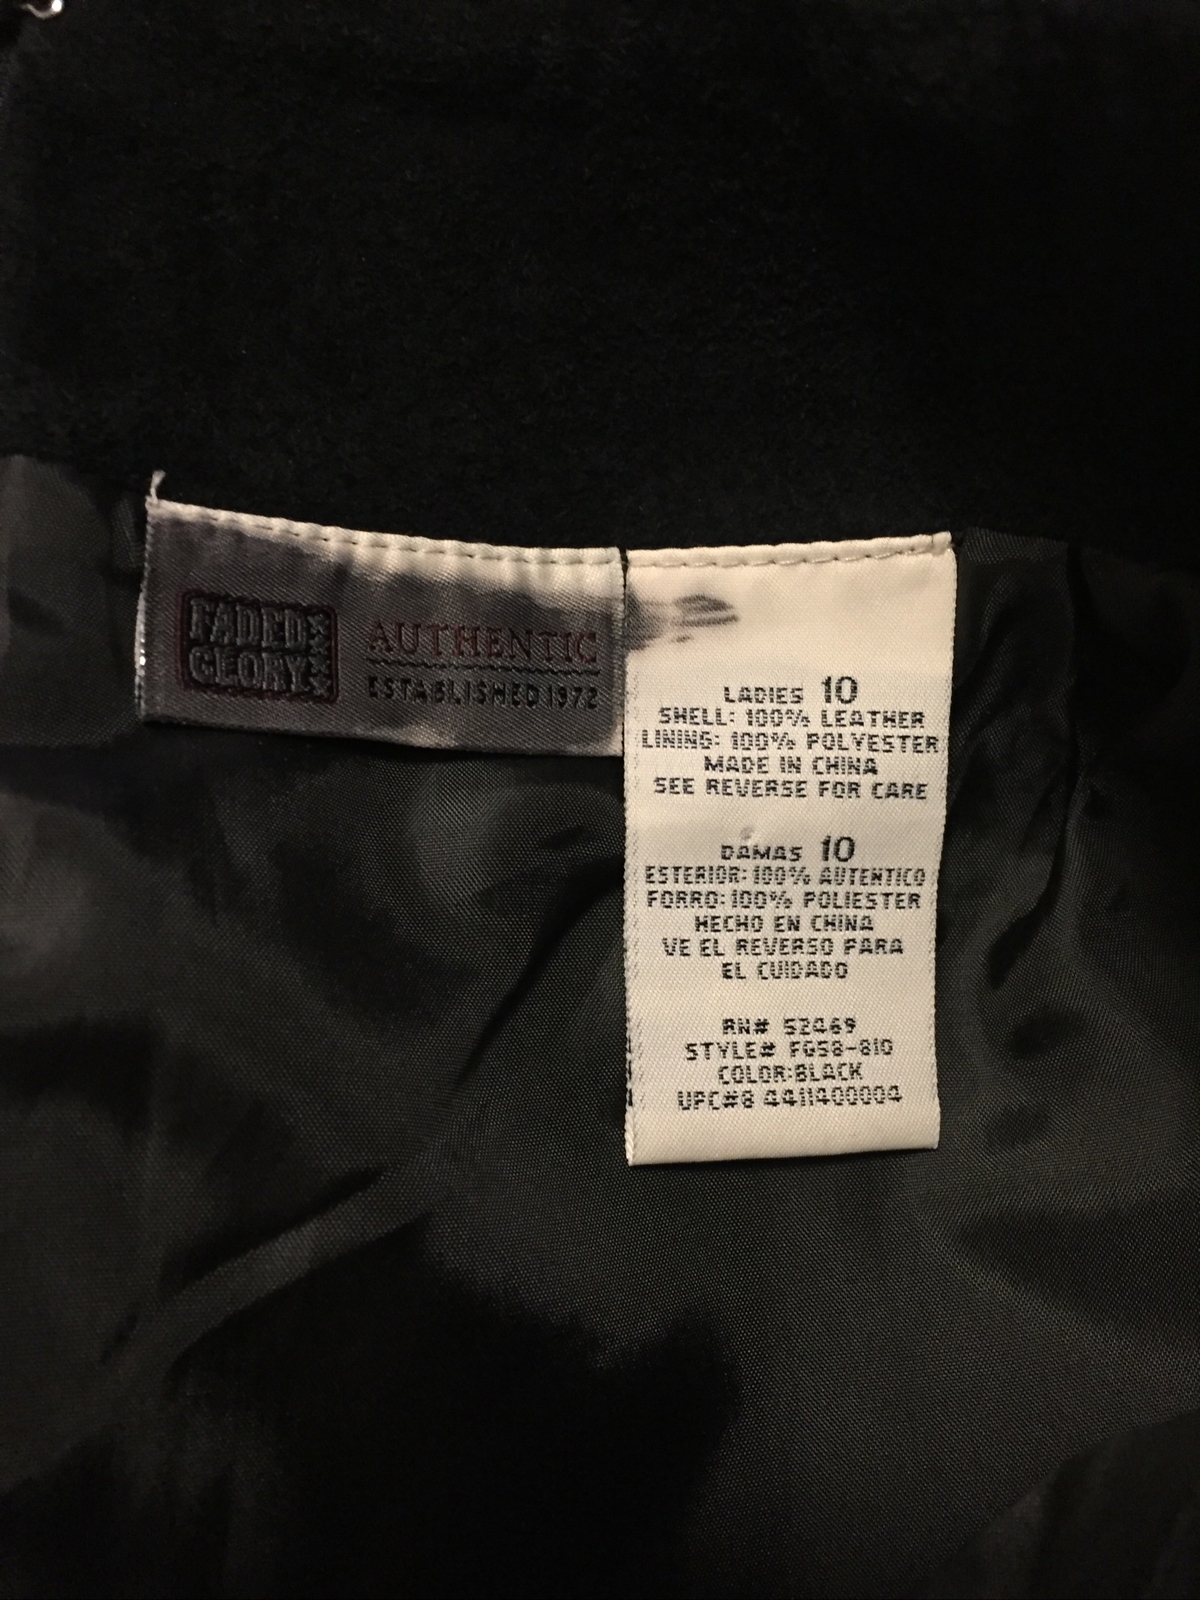 FADED
GLORY
AUTHENTIC
ESTABLISHED 1972
LADIES 10
SHELL: 100% LEATHER
LINING: 100% POLYESTER
MADE IN CHINA
SEE REVERSE FOR CARE
DAMAS 10
ESTERIOR: 100% AUTENTICO
FORRO: 100% POLIESTER
HECHO EN CHINA
VE EL REVERSO PARA
EL CUIDADO
RN# 52469
STYLE# FG58-810
COLOR:BLACK
UPC#8 4411400004